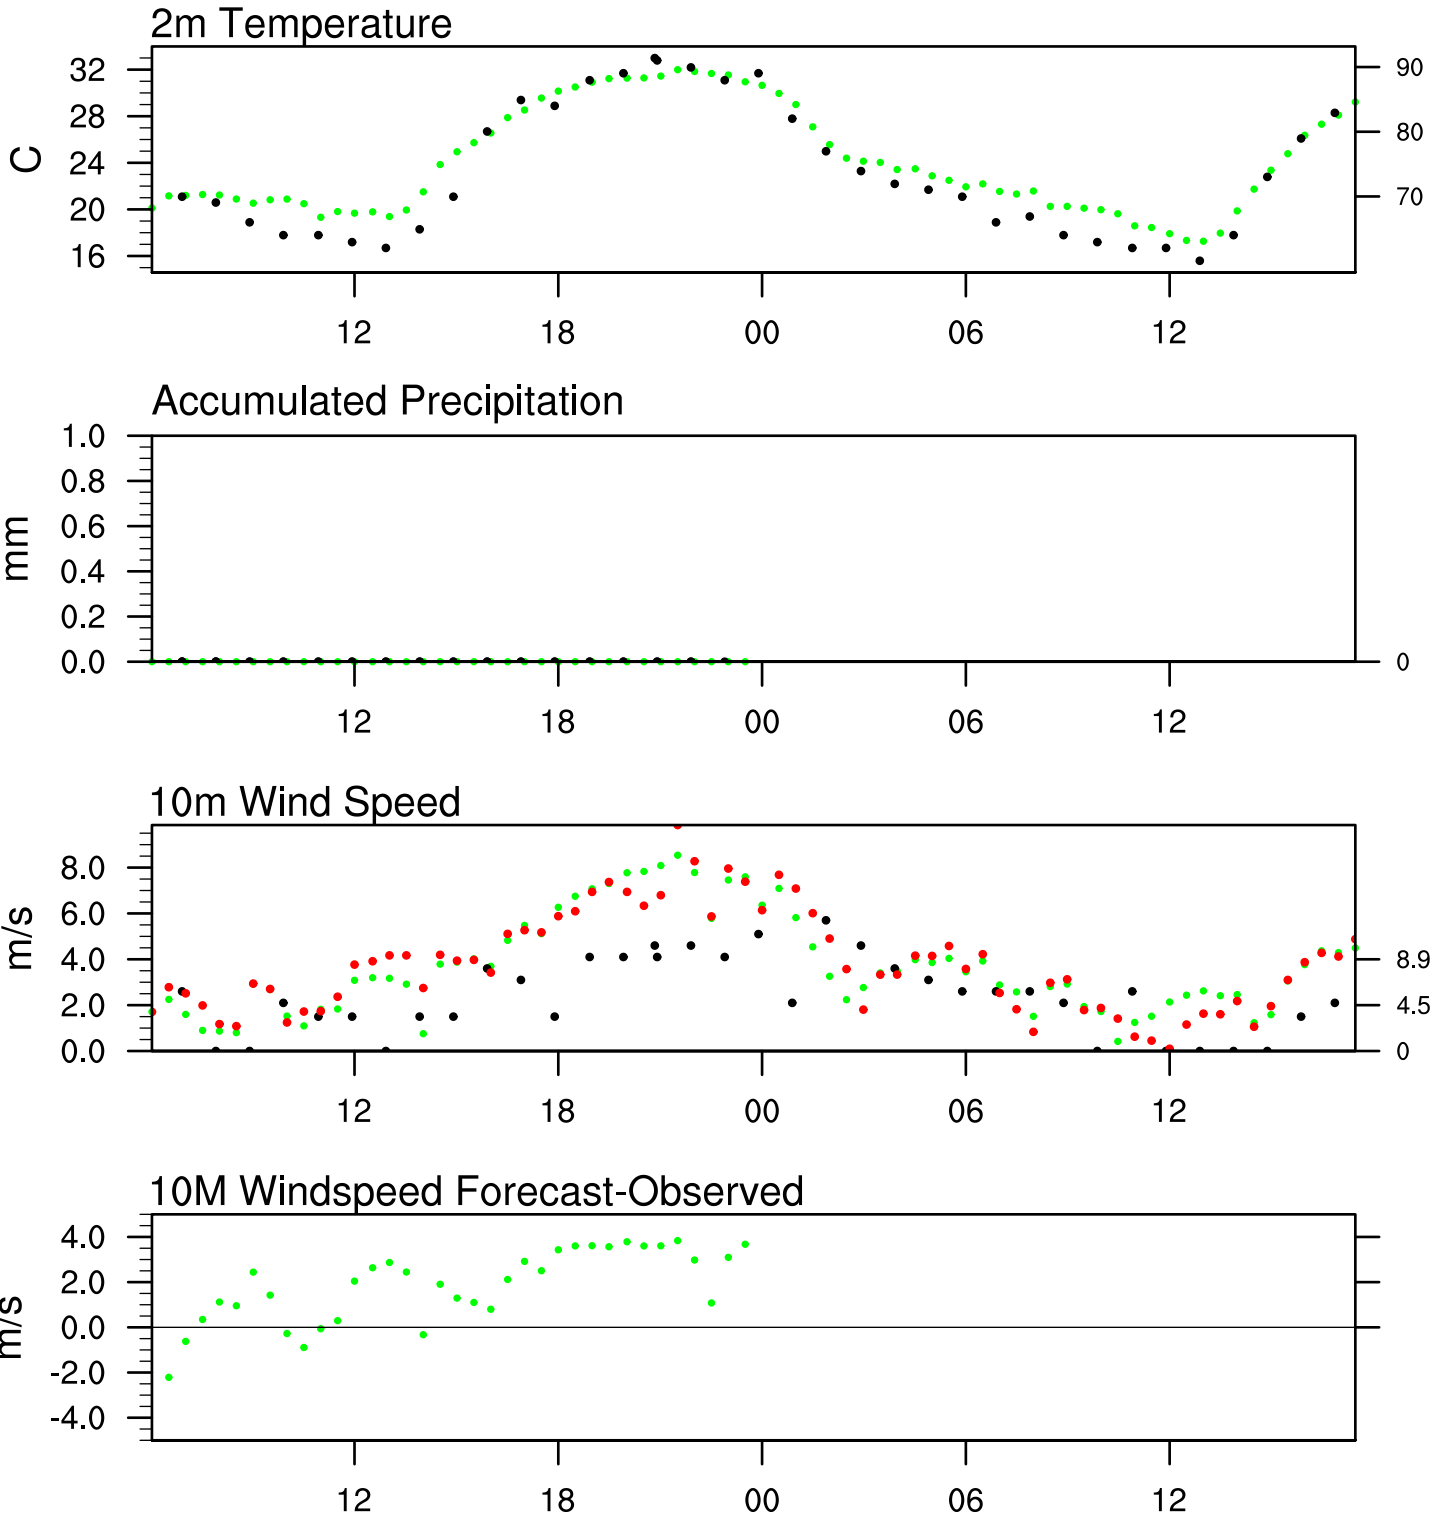 2m Temperature
32
28
24
20
16
C
90
80
70
12 18 00 06 12
Accumulated Precipitation
1.0
0.8
0.6
0.4
0.2
0.0
mm
0
12 18 00 06 12
10m Wind Speed
8.0
6.0
4.0
2.0
0.0
m/s
8.9
4.5
0
12 18 00 06 12
10M Windspeed Forecast-Observed
4.0
2.0
0.0
-2.0
-4.0
m/s
12 18 00 06 12